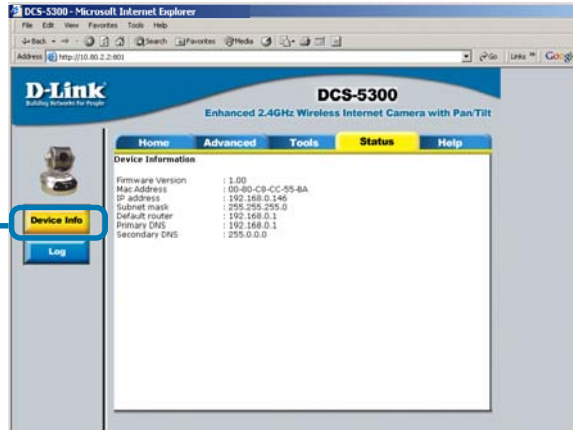 DCS-5300 - Microsoft Internet Explorer
File Edit View Favorites Tools Help
Back Search Favorites Media
Address http://10.80.2.2:801 Go Links Google
D-Link
Building Networks for People
DCS-5300
Enhanced 2.4GHz Wireless Internet Camera with Pan/Tilt
Home Advanced Tools Status Help
Device Information
Firmware Version : 1.00
Mac Address : 00-80-C8-CC-55-BA
IP address : 192.168.0.146
Subnet mask : 255.255.255.0
Default router : 192.168.0.1
Primary DNS : 192.168.0.1
Secondary DNS : 255.0.0.0
Device Info
Log